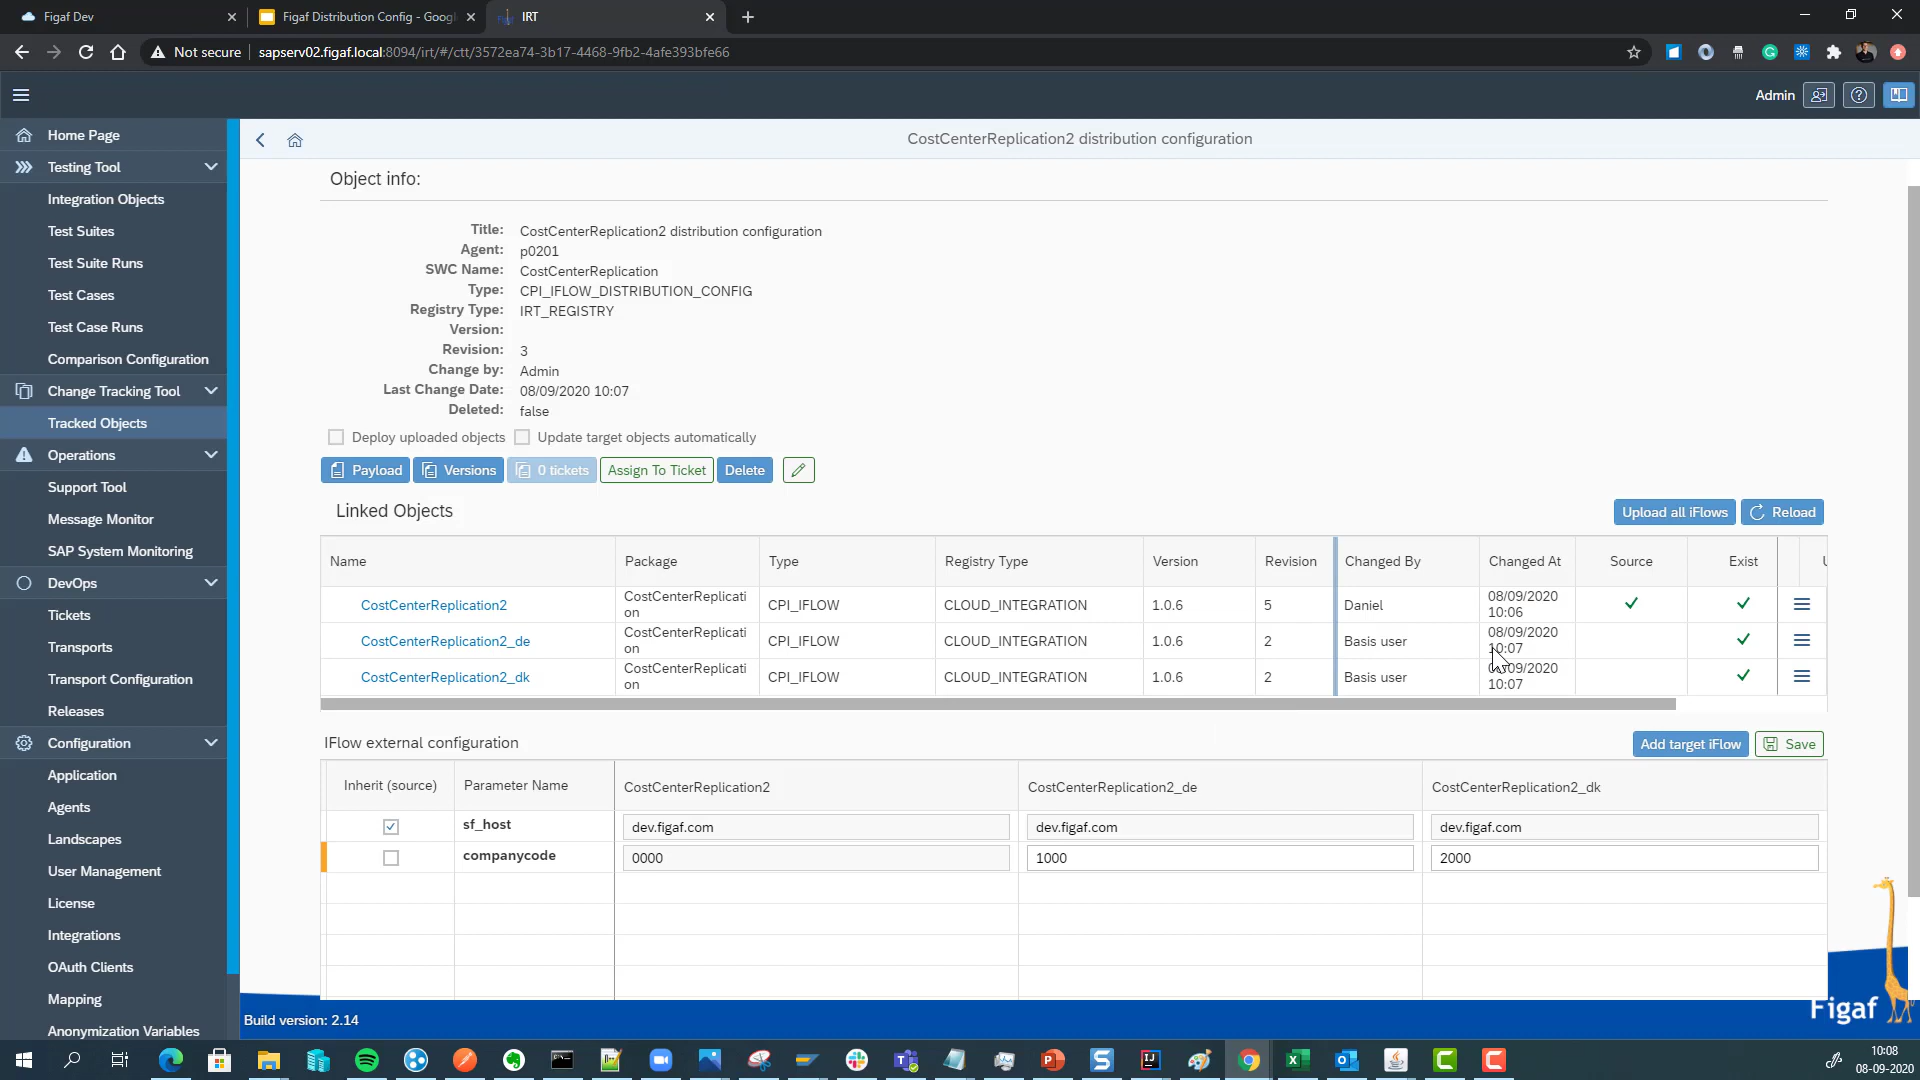 Figaf Dev
Figaf Distribution Config - Goog
IRT
Not secure
sapserv02.figaf.local:8094/irt/#/ctt/3572ea74-3b17-4468-9fb2-4afe393bfe66
Admin
Home Page
Testing Tool
Integration Objects
Test Suites
Test Suite Runs
Test Cases
Test Case Runs
Comparison Configuration
Change Tracking Tool
Tracked Objects
Operations
Support Tool
Message Monitor
SAP System Monitoring
DevOps
Tickets
Transports
Transport Configuration
Releases
Configuration
Application
Agents
Landscapes
User Management
License
Integrations
OAuth Clients
Mapping
Anonymization Variables
CostCenterReplication2 distribution configuration
Object info:
Title: CostCenterReplication2 distribution configuration
Agent: p0201
SWC Name: CostCenterReplication
Type: CPI_IFLOW_DISTRIBUTION_CONFIG
Registry Type: IRT_REGISTRY
Version:
Revision: 3
Change by: Admin
Last Change Date: 08/09/2020 10:07
Deleted: false
Deploy uploaded objects Update target objects automatically
Payload Versions 0 tickets Assign To Ticket Delete
Linked Objects
Upload all iFlows Reload
Name Package Type Registry Type Version Revision Changed By Changed At Source Exist
CostCenterReplication2 CostCenterReplicati
on CPI_IFLOW CLOUD_INTEGRATION 1.0.6 5 Daniel 08/09/2020
10:06
CostCenterReplication2_de CostCenterReplicati
on CPI_IFLOW CLOUD_INTEGRATION 1.0.6 2 Basis user 08/09/2020
10:07
CostCenterReplication2_dk CostCenterReplicati
on CPI_IFLOW CLOUD_INTEGRATION 1.0.6 2 Basis user 08/09/2020
10:07
IFlow external configuration
Add target iFlow Save
Inherit (source) Parameter Name CostCenterReplication2 CostCenterReplication2_de CostCenterReplication2_dk
sf_host dev.figaf.com dev.figaf.com dev.figaf.com
companycode 0000 1000 2000
Build version: 2.14
Figaf
10:08
08-09-2020